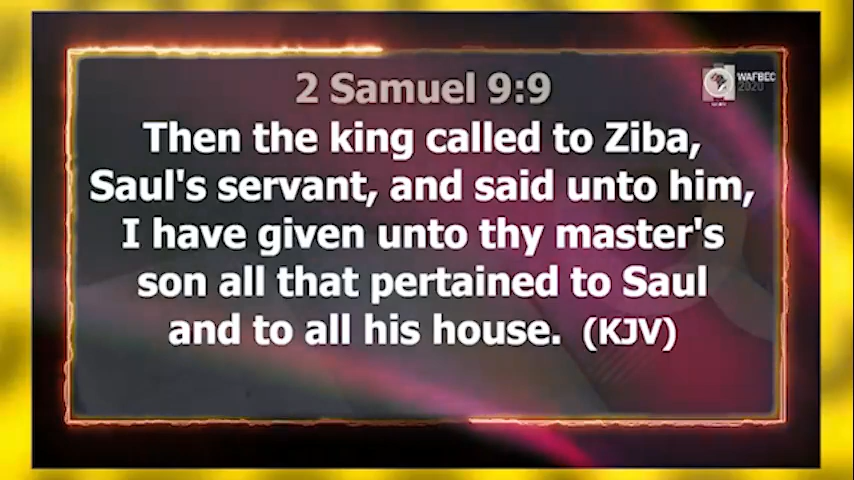 2 Samuel 9:9
WAFBEC
2020
Then the king called to Ziba,
Saul's servant, and said unto him,
I have given unto thy master's
son all that pertained to Saul
and to all his house. (KJV)